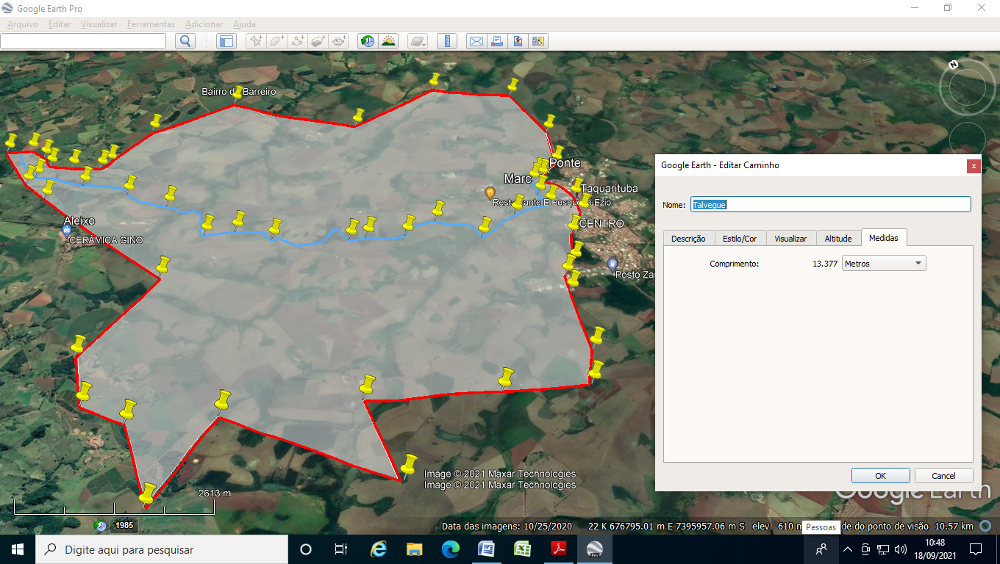 Google Earth Pro
Arquivo Editar Visualizar Ferramentas Adicionar Ajuda
N
Bairro do Barreiro
Ponte
Marc
Taquarituba
Restaurante E Pesqueiro Ezio
Aleixo
CERÂMICA GINO
CENTRO
Posto Za
Google Earth - Editar Caminho
x
Nome: Talvegue
Descrição Estilo/Cor Visualizar Altitude Medidas
Comprimento: 13.377 Metros
OK Cancel
Image © 2021 Maxar Technologies
Image © 2021 Maxar Technologies
2613 m
Google Earth
1985
Data das imagens: 10/25/2020 22 K 676795.01 m E 7395957.06 m S elev 610 m de do ponto de visão 10.57 km
Pessoas
Digite aqui para pesquisar
PRO
10:48
18/09/2021